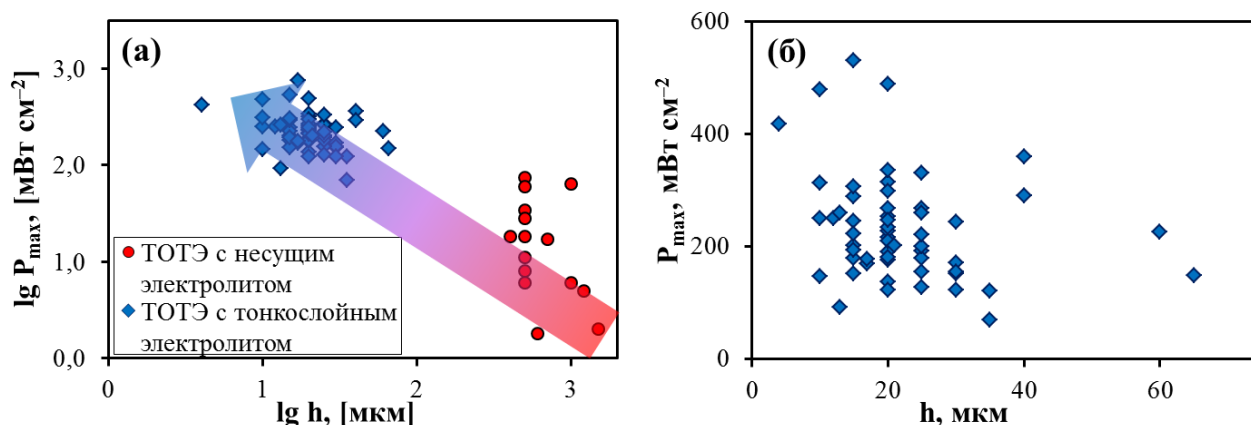 (а)
lg Pmax, [мВт см⁻²]
3,0
2,0
1,0
0,0
ТОТЭ с несущим
электролитом
ТОТЭ с тонкослойным
электролитом
0
1
2
3
lg h, [мкм]
(б)
Pmax, мВт см⁻²
600
400
200
0
0
20
40
60
h, мкм